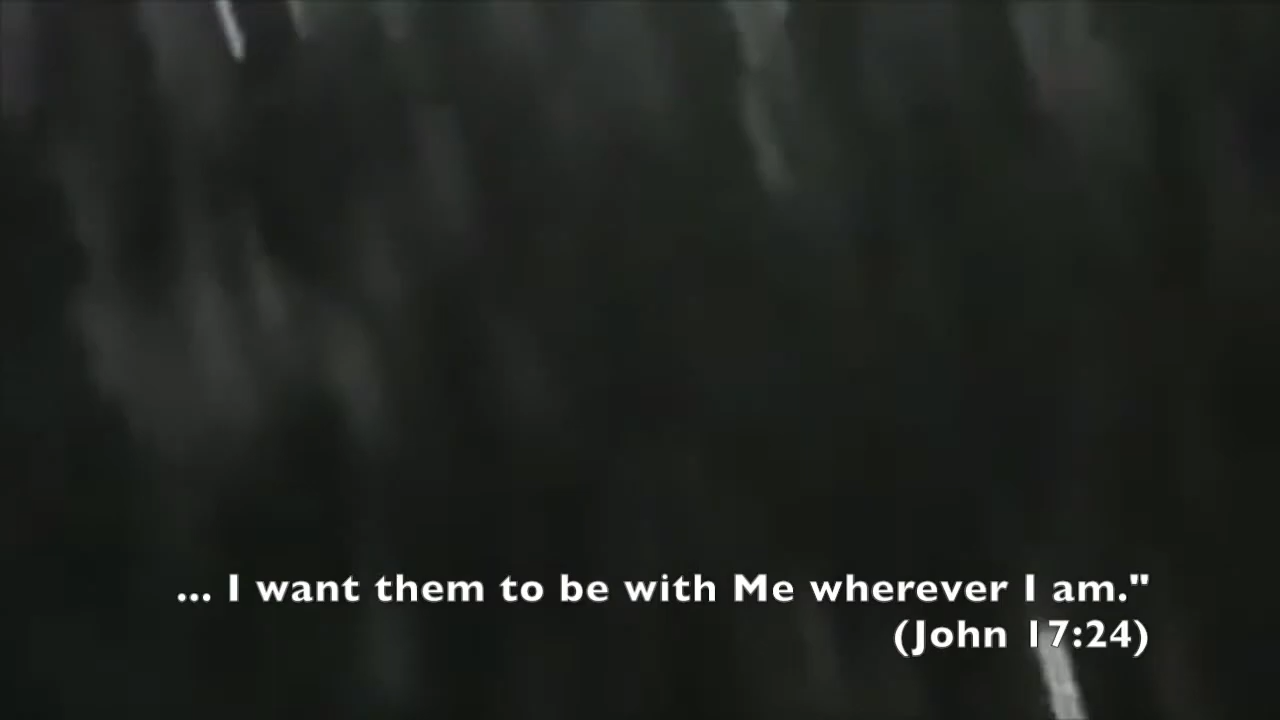 ... I want them to be with Me wherever I am."
(John 17:24)